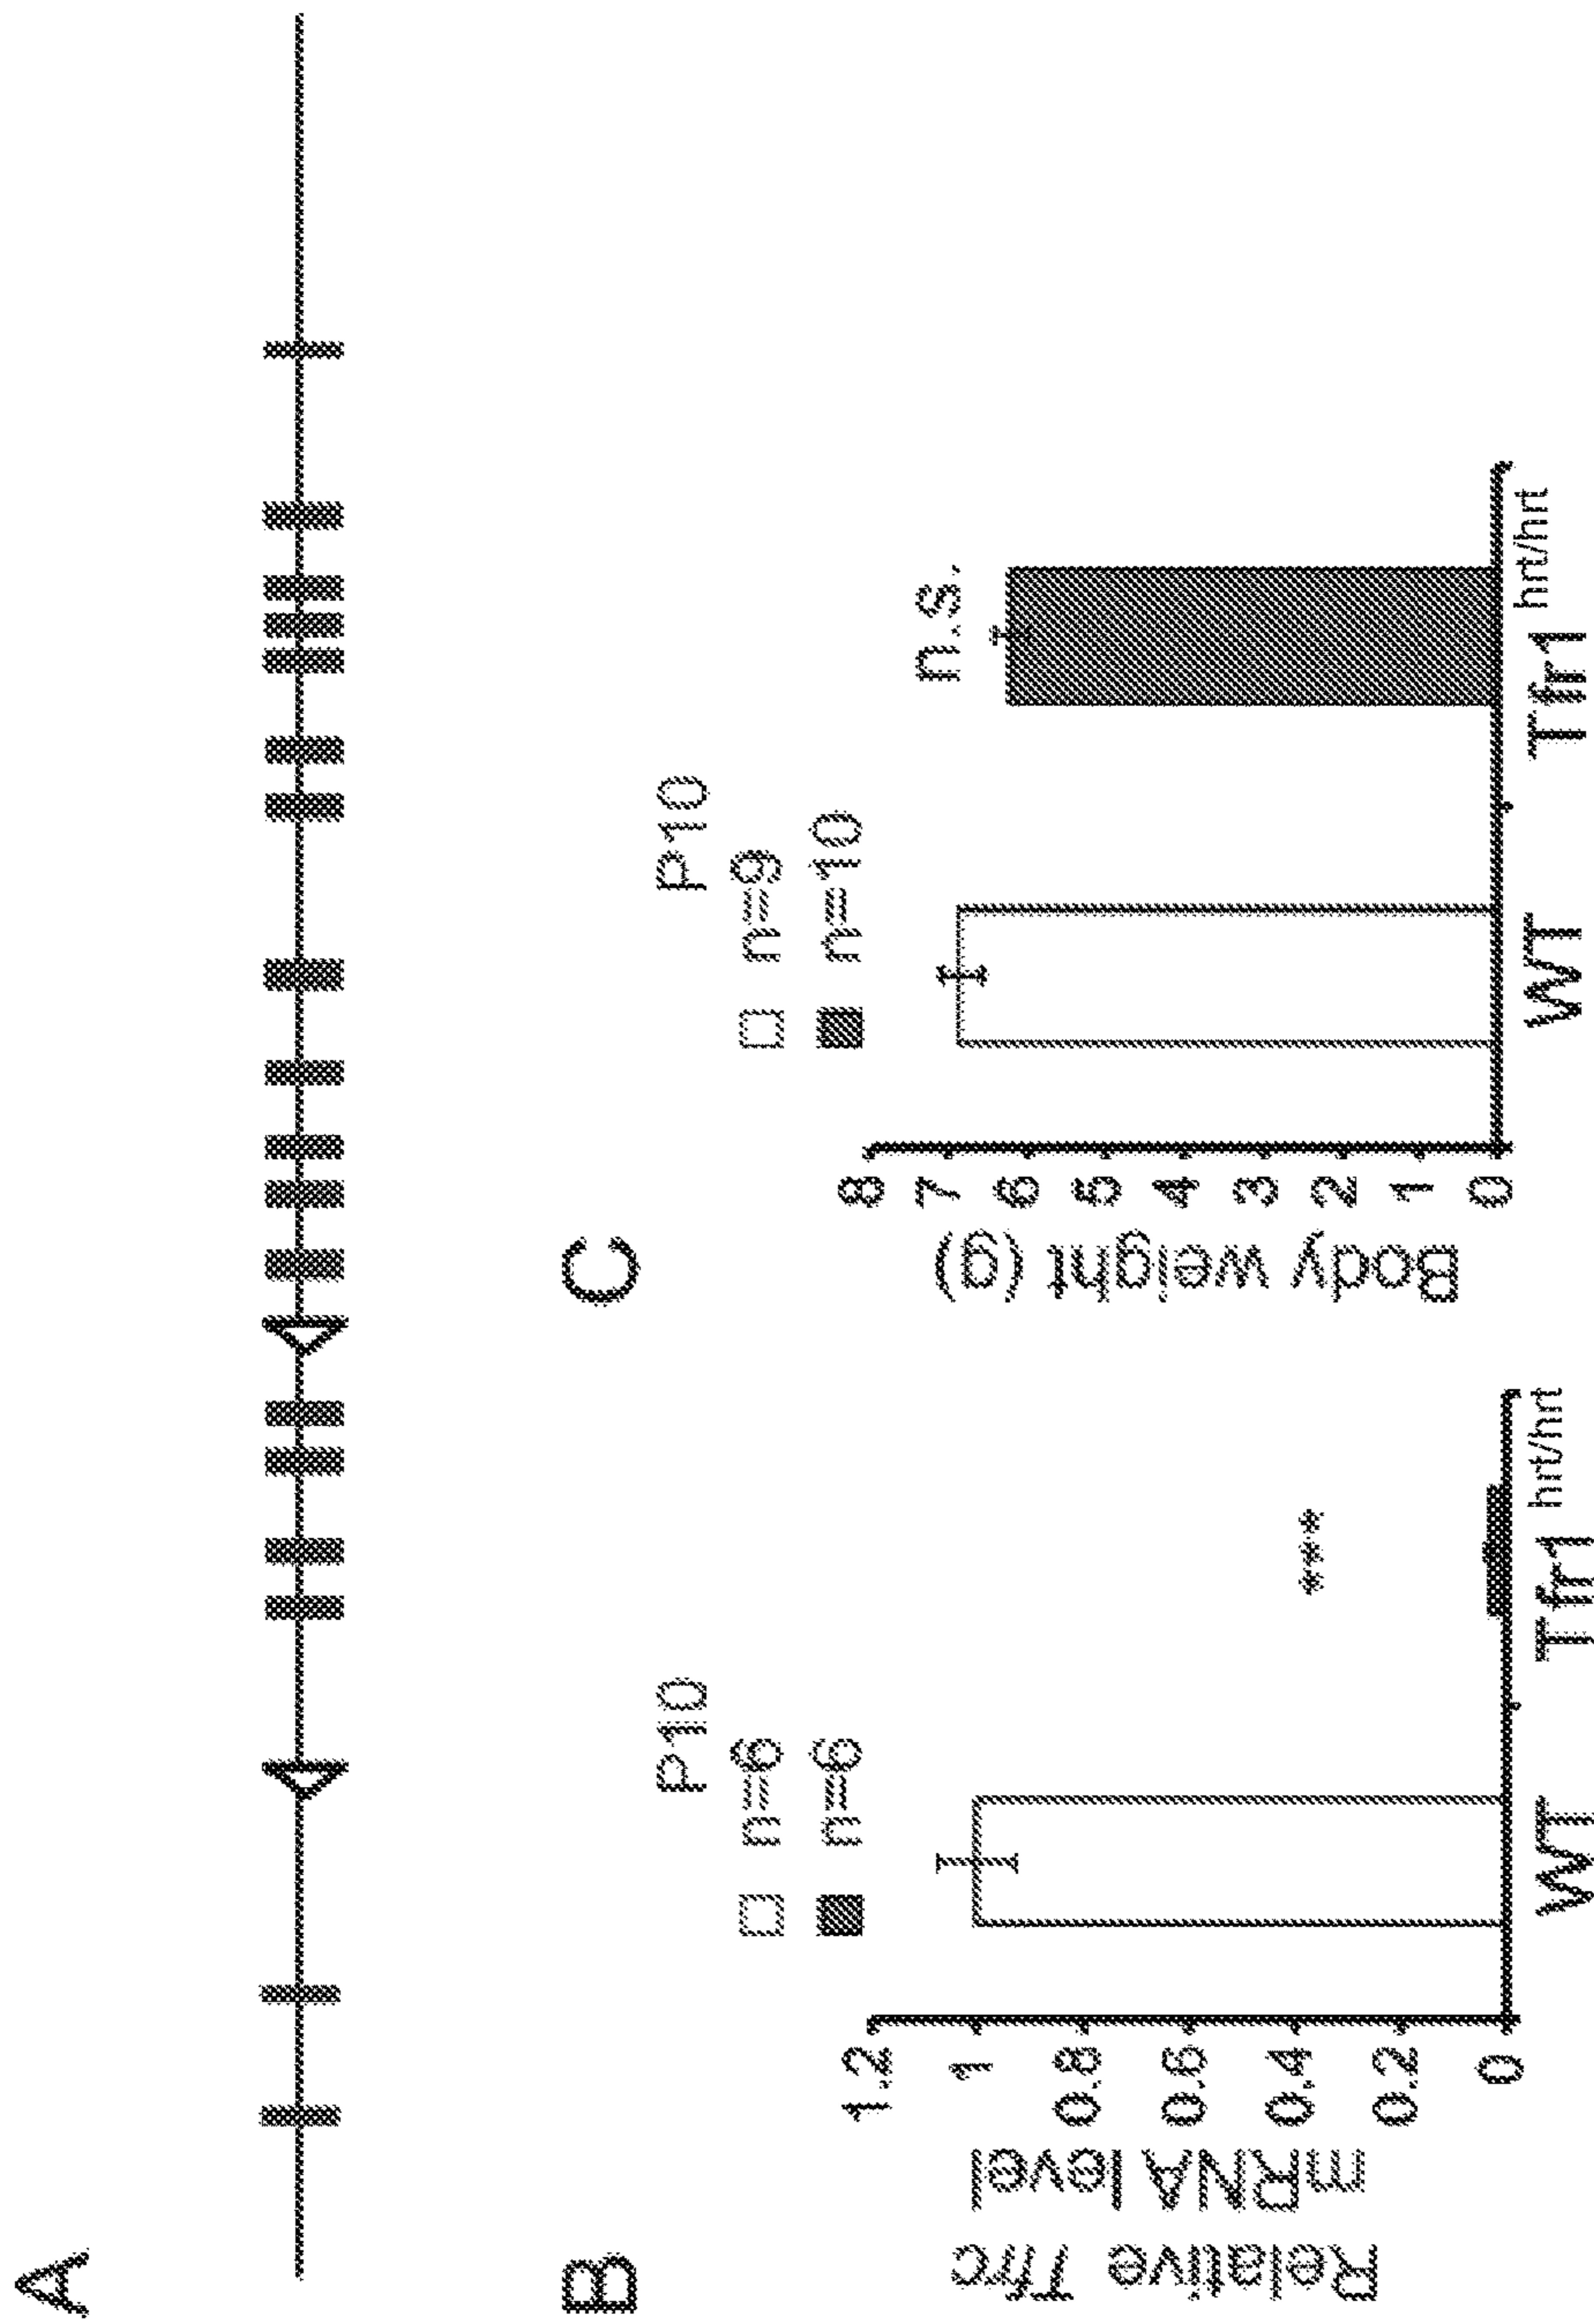 A
B
P10
n=6
n=6
Relative Tfrc
mRNA level
1.2
1
0.8
0.6
0.4
0.2
0
***
WT
Tfr1 hrt/hrt
C
P10
n=9
n=10
Body weight (g)
8
7
6
5
4
3
2
1
0
n.s.
WT
Tfr1 hrt/hrt